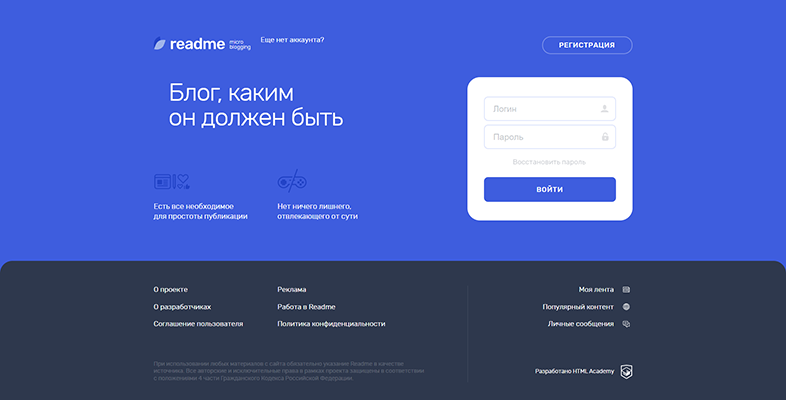 readme
micro
blogging
Еще нет аккаунта?
РЕГИСТРАЦИЯ
Блог, каким
он должен быть
Логин
Пароль
Восстановить пароль
ВОЙТИ
Есть все необходимое
для простоты публикации
Нет ничего лишнего,
отвлекающего от сути
О проекте
О разработчиках
Соглашение пользователя
Реклама
Работа в Readme
Политика конфиденциальности
Моя лента
Популярный контент
Личные сообщения
При использовании любых материалов с сайта обязательно указание Readme в качестве
источника. Все авторские и исключительные права в рамках проекта защищены в соответствии
с положениями 4 части Гражданского Кодекса Российской Федерации.
Разработано HTML Academy